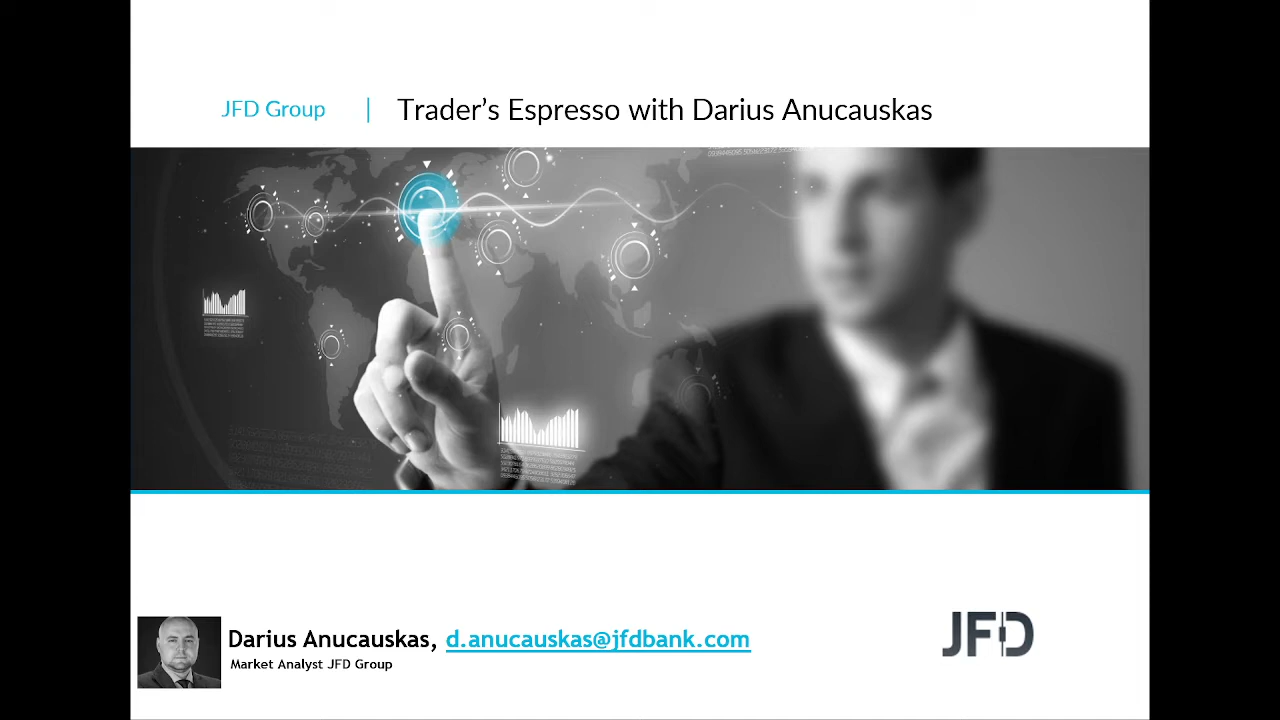 JFD Group | Trader's Espresso with Darius Anucauskas
Darius Anucauskas, d.anucauskas@jfdbank.com
Market Analyst JFD Group
JFD